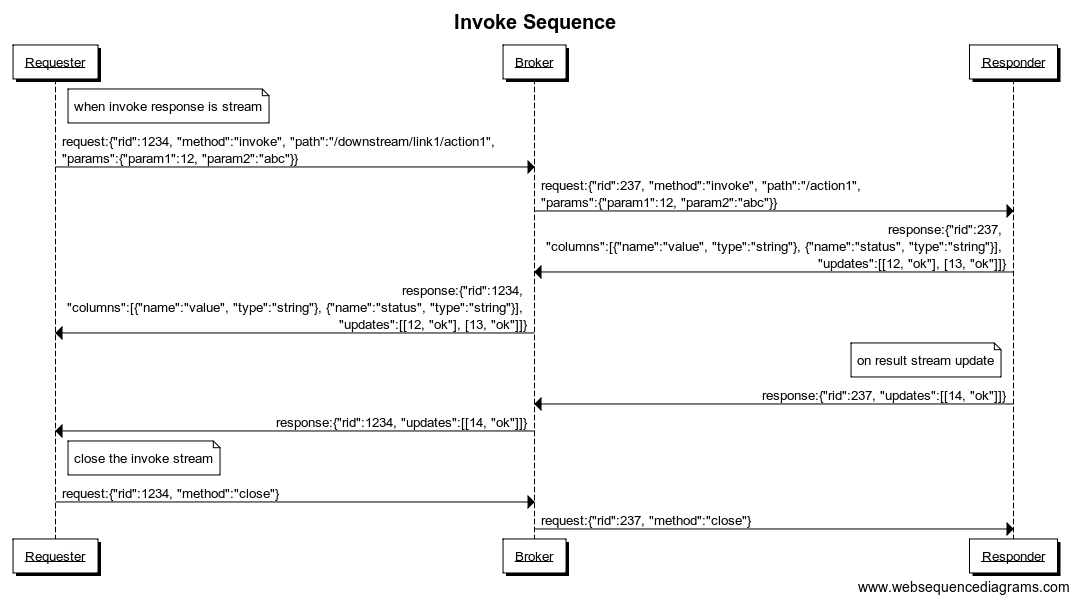 Invoke Sequence
Requester
Broker
Responder
when invoke response is stream
request:{"rid":1234, "method":"invoke", "path":"/downstream/link1/action1",
"params":{"param1":12, "param2":"abc"}}
request:{"rid":237, "method":"invoke", "path":"/action1",
"params":{"param1":12, "param2":"abc"}}
response:{"rid":237,
"columns":[{"name":"value", "type":"string"}, {"name":"status", "type":"string"}],
"updates":[[12, "ok"], [13, "ok"]]}
response:{"rid":1234,
"columns":[{"name":"value", "type":"string"}, {"name":"status", "type":"string"}],
"updates":[[12, "ok"], [13, "ok"]]}
on result stream update
response:{"rid":237, "updates":[[14, "ok"]]}
response:{"rid":1234, "updates":[[14, "ok"]]}
close the invoke stream
request:{"rid":1234, "method":"close"}
request:{"rid":237, "method":"close"}
Requester
Broker
Responder
www.websequencediagrams.com